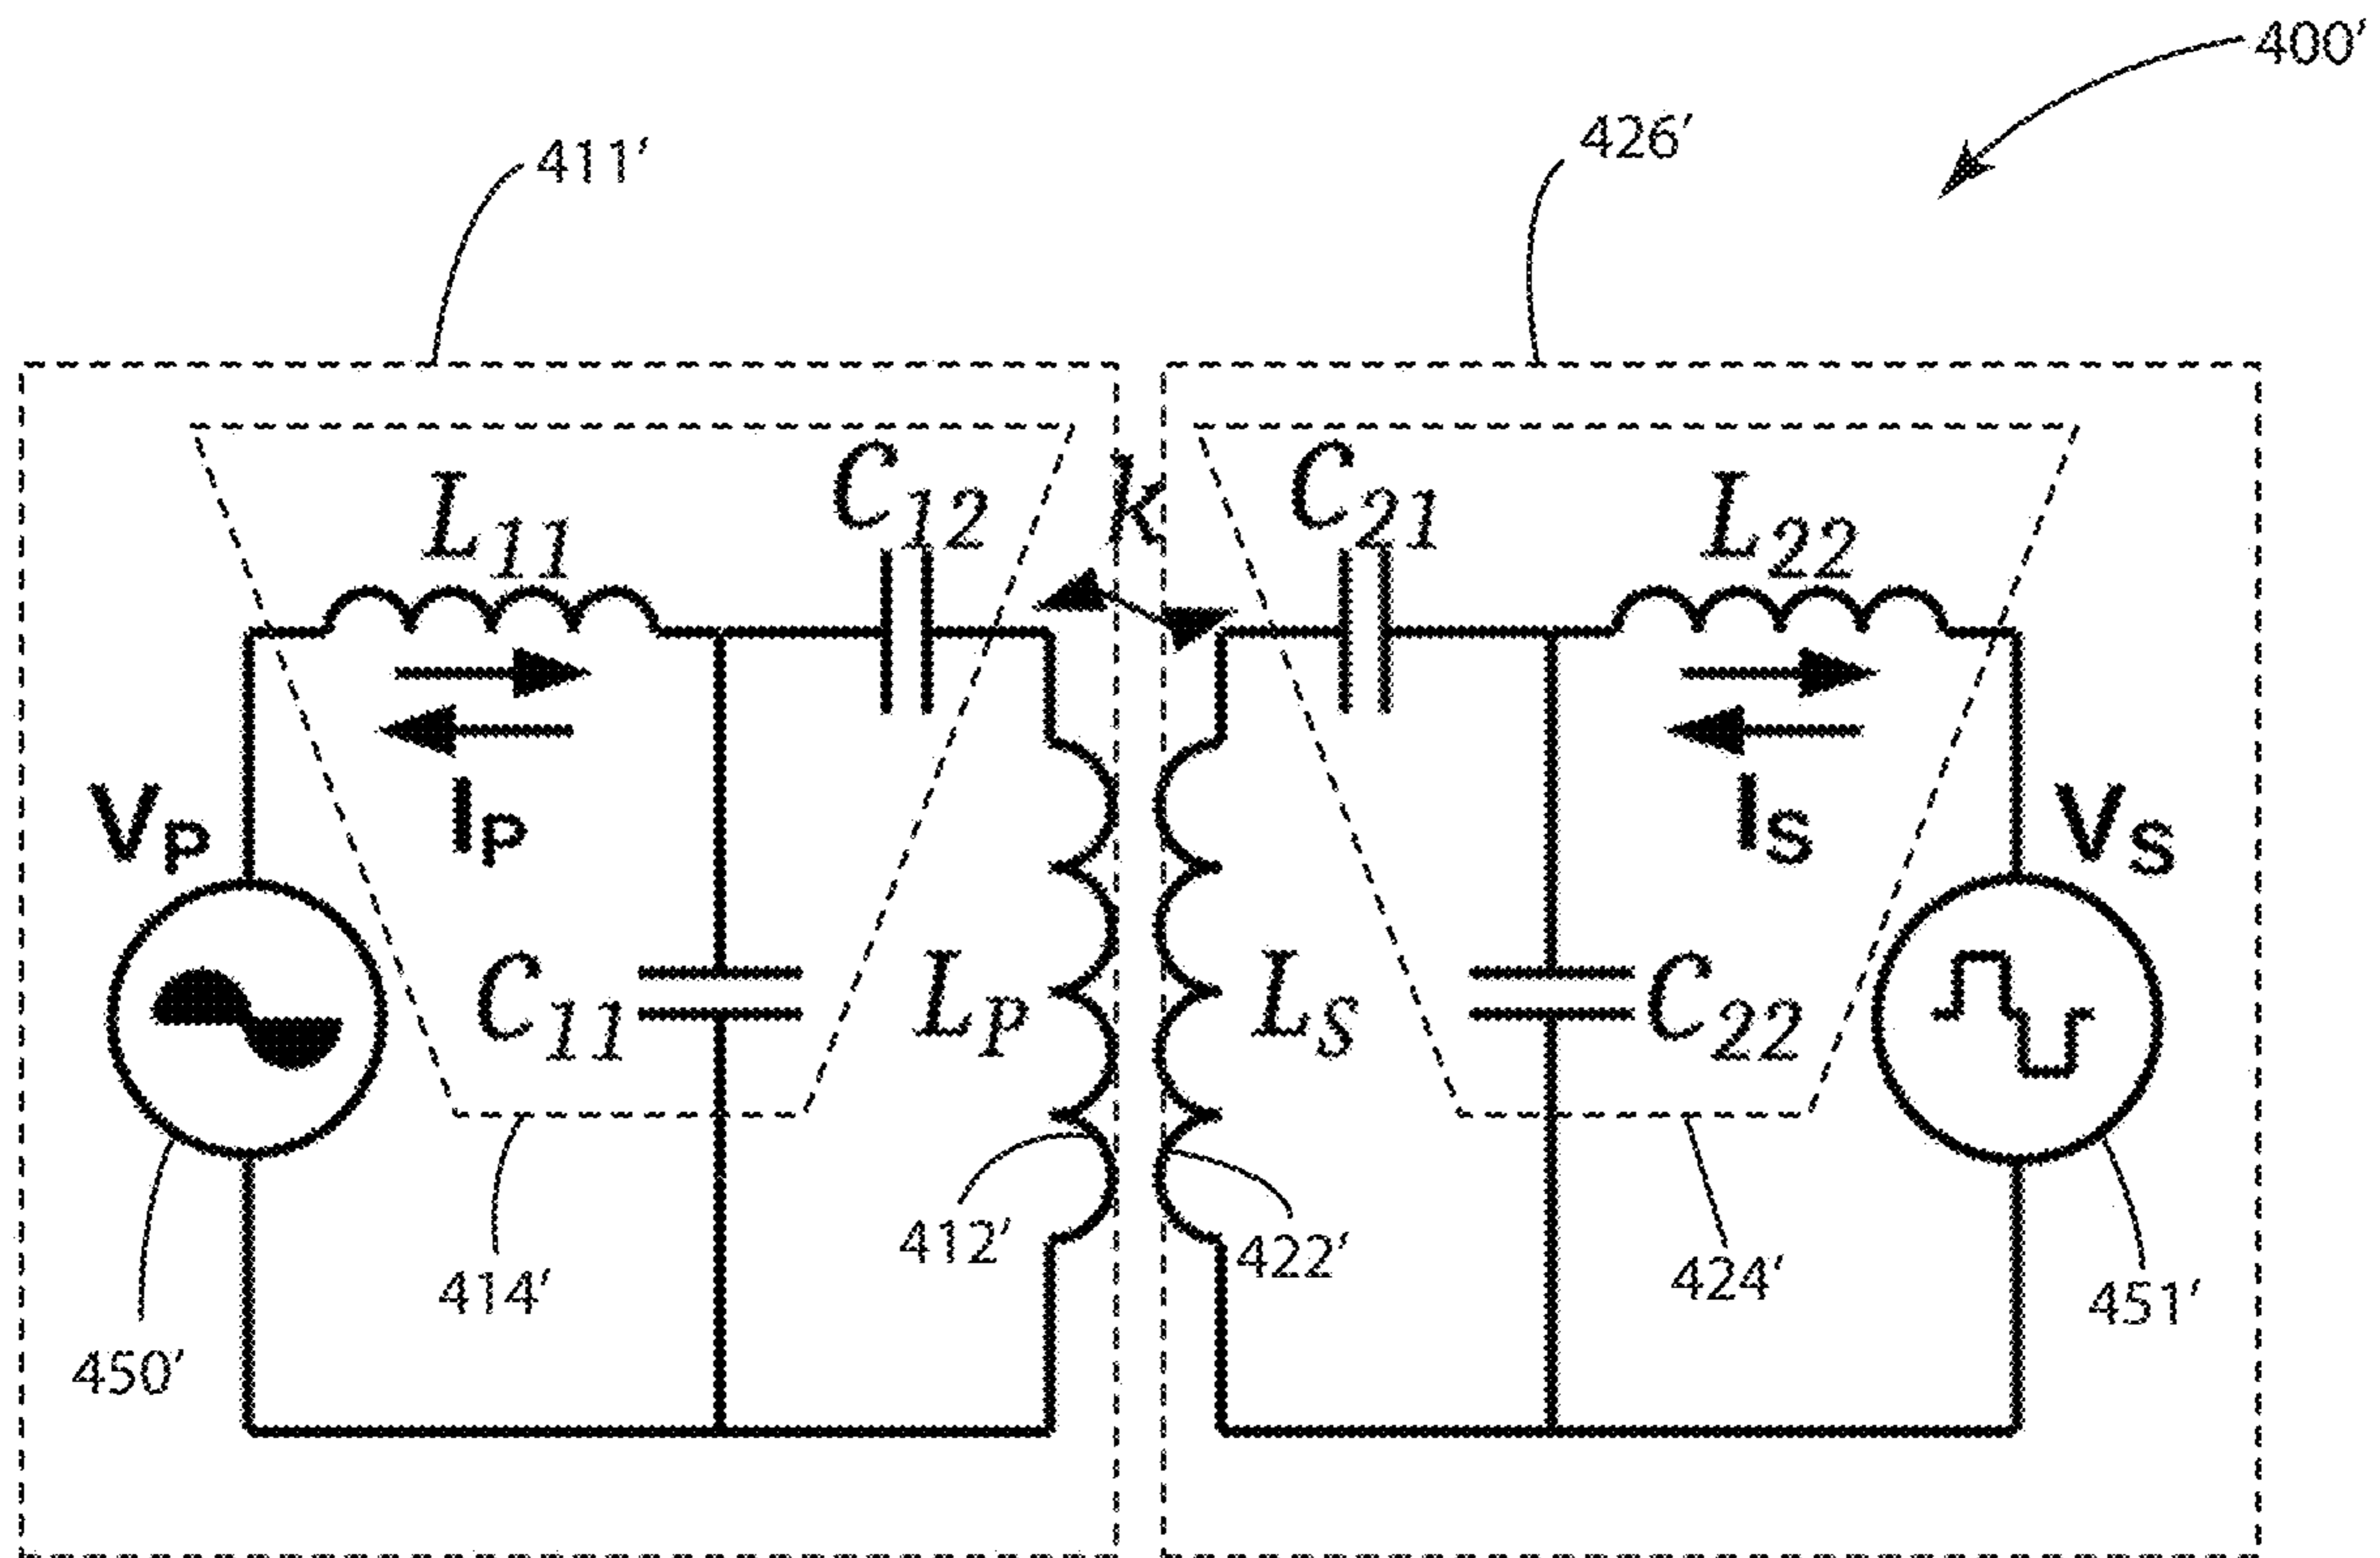 400′
426′
411′
C12
k
C21
L11
L22
VP
IP
IS
VS
C11
LP
LS
C22
412′
422′
414′
424′
451′
450′